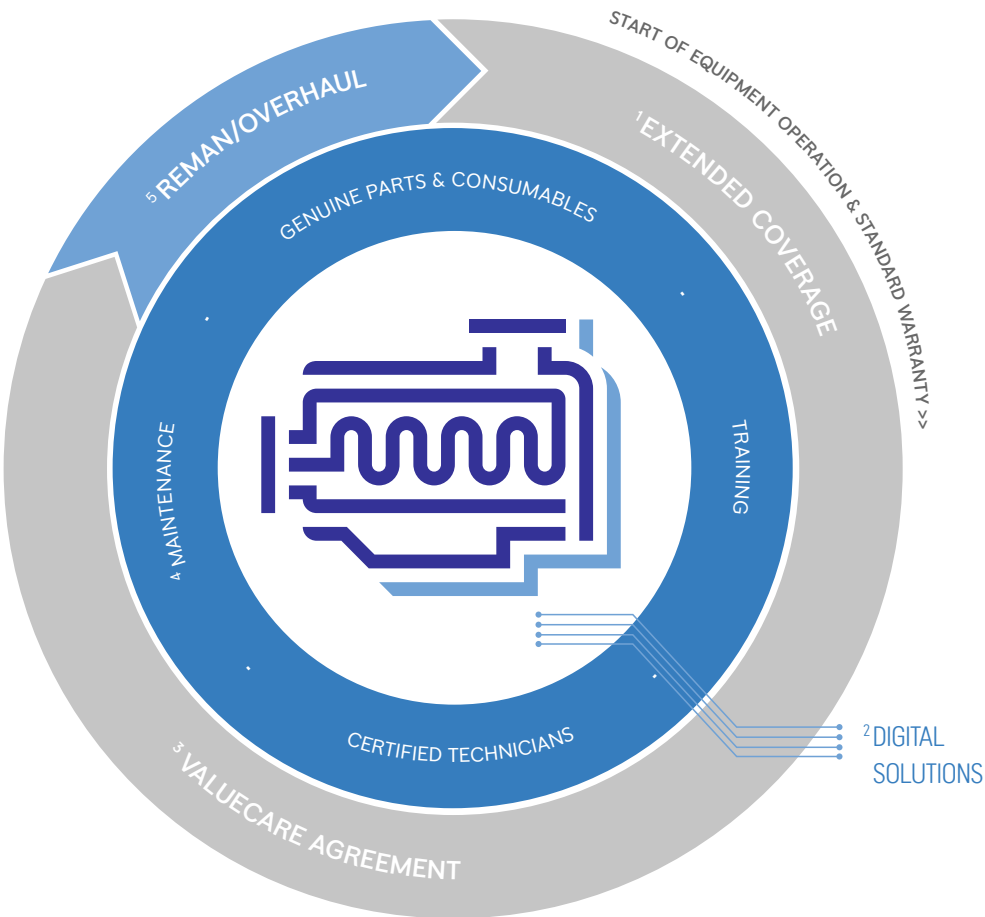 START OF EQUIPMENT OPERATION & STANDARD WARRANTY >>
¹ EXTENDED COVERAGE
⁵ REMAN/OVERHAUL
GENUINE PARTS & CONSUMABLES
TRAINING
⁴ MAINTENANCE
CERTIFIED TECHNICIANS
² DIGITAL
SOLUTIONS
³ VALUECARE AGREEMENT